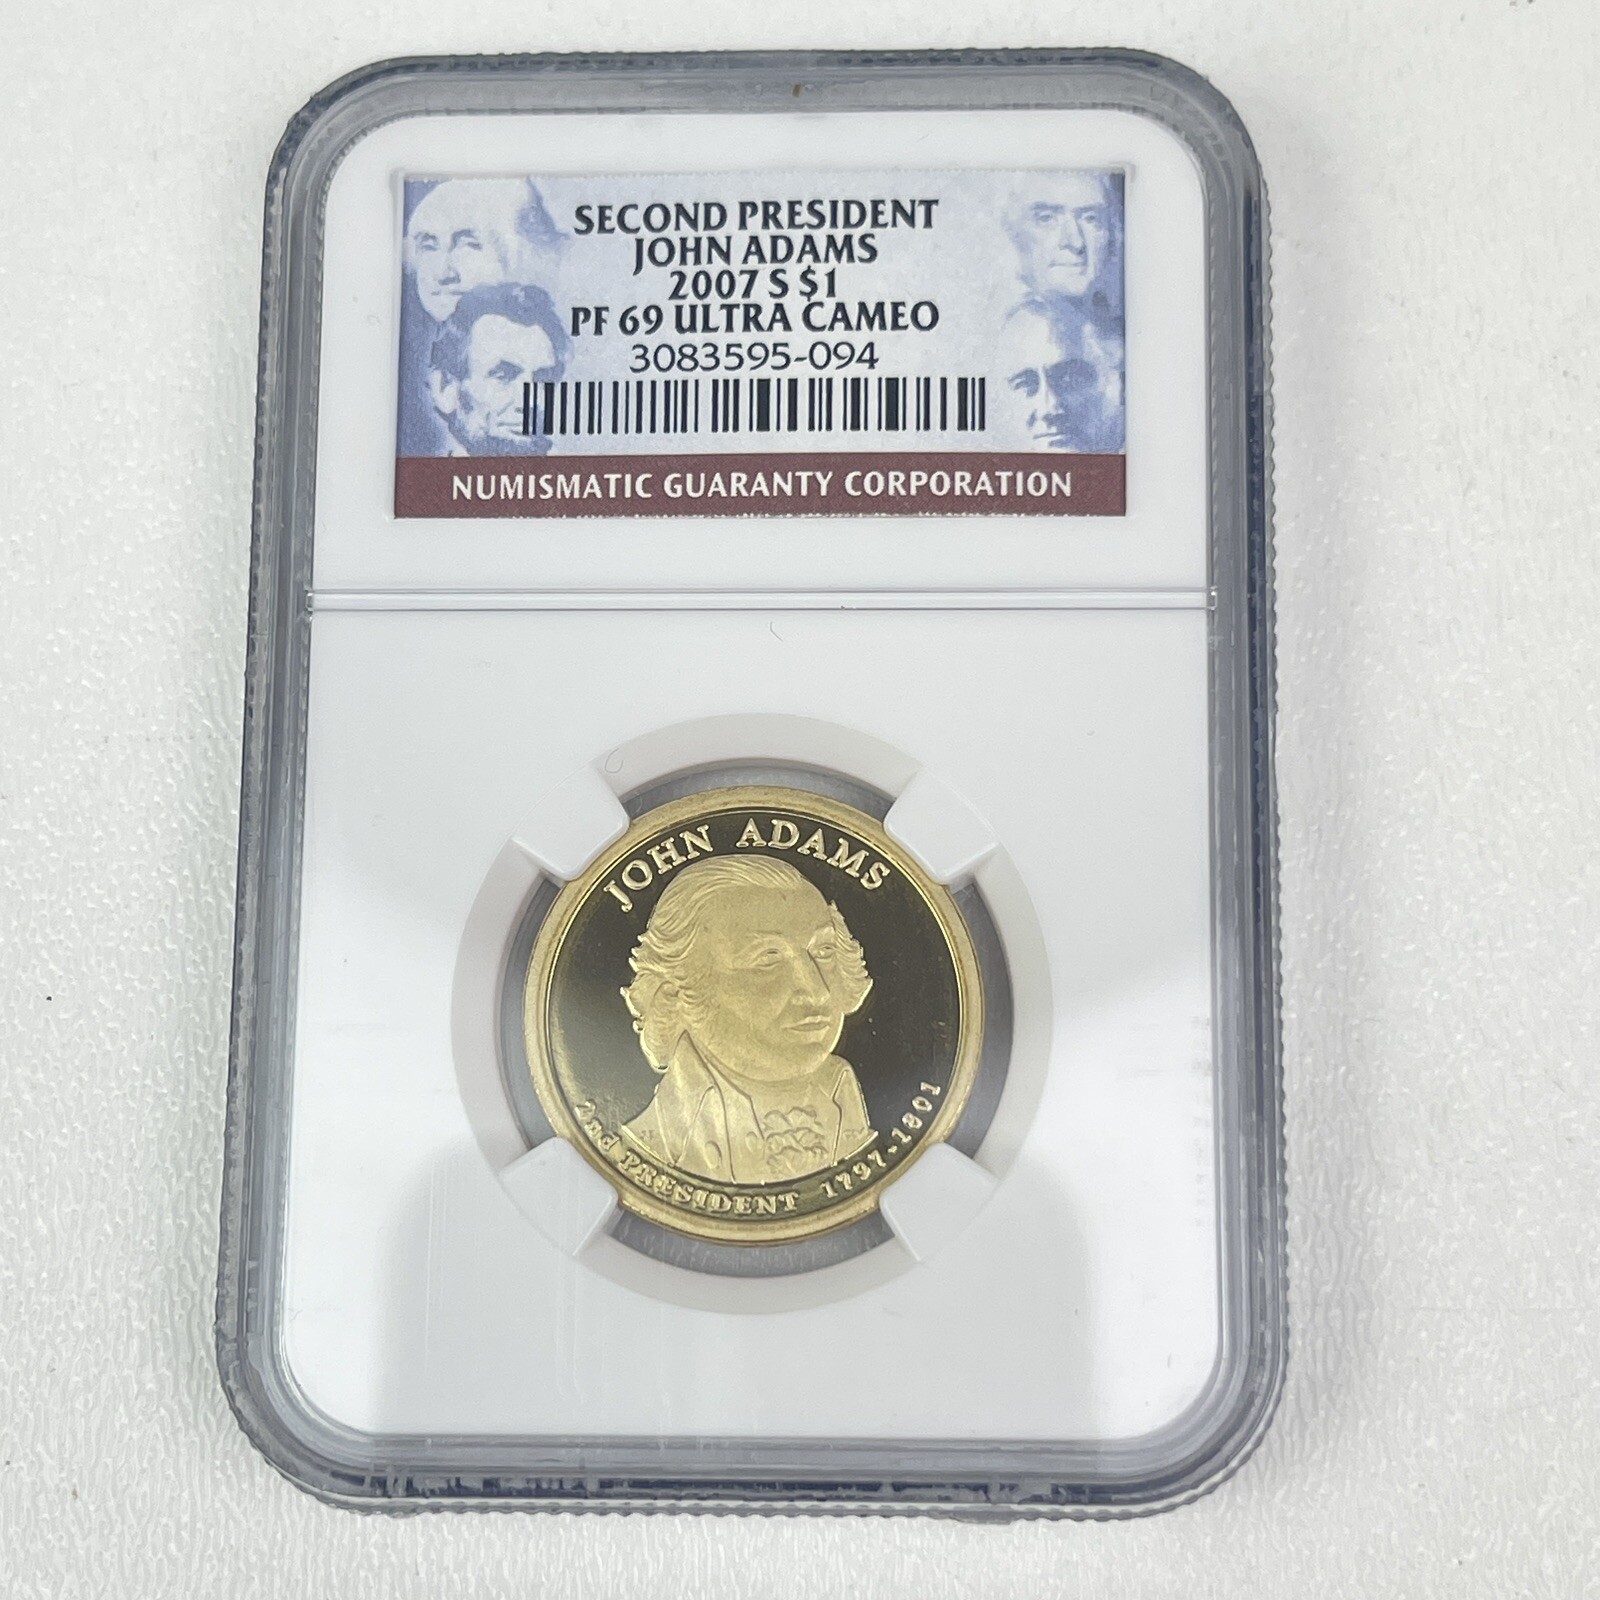 SECOND PRESIDENT
JOHN ADAMS
2007 S $1
PF 69 ULTRA CAMEO
3083595-094
NUMISMATIC GUARANTY CORPORATION
JOHN ADAMS
2nd PRESIDENT 1797-1801